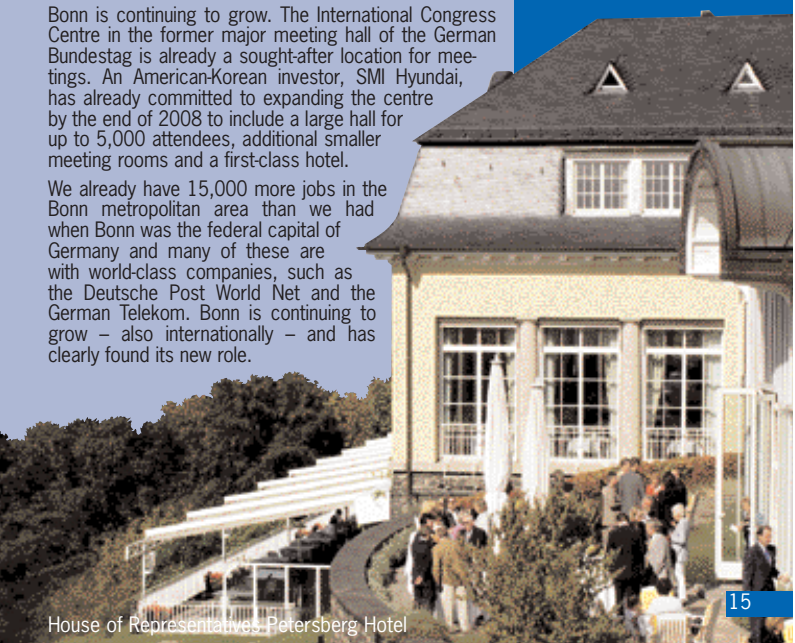 Bonn is continuing to grow. The International Congress
Centre in the former major meeting hall of the German
Bundestag is already a sought-after location for mee-
tings. An American-Korean investor, SMI Hyundai,
has already committed to expanding the centre
by the end of 2008 to include a large hall for
up to 5,000 attendees, additional smaller
meeting rooms and a first-class hotel.
We already have 15,000 more jobs in the
Bonn metropolitan area than we had
when Bonn was the federal capital of
Germany and many of these are
with world-class companies, such as
the Deutsche Post World Net and the
German Telekom. Bonn is continuing to
grow – also internationally – and has
clearly found its new role.
15
House of Representatives Petersberg Hotel